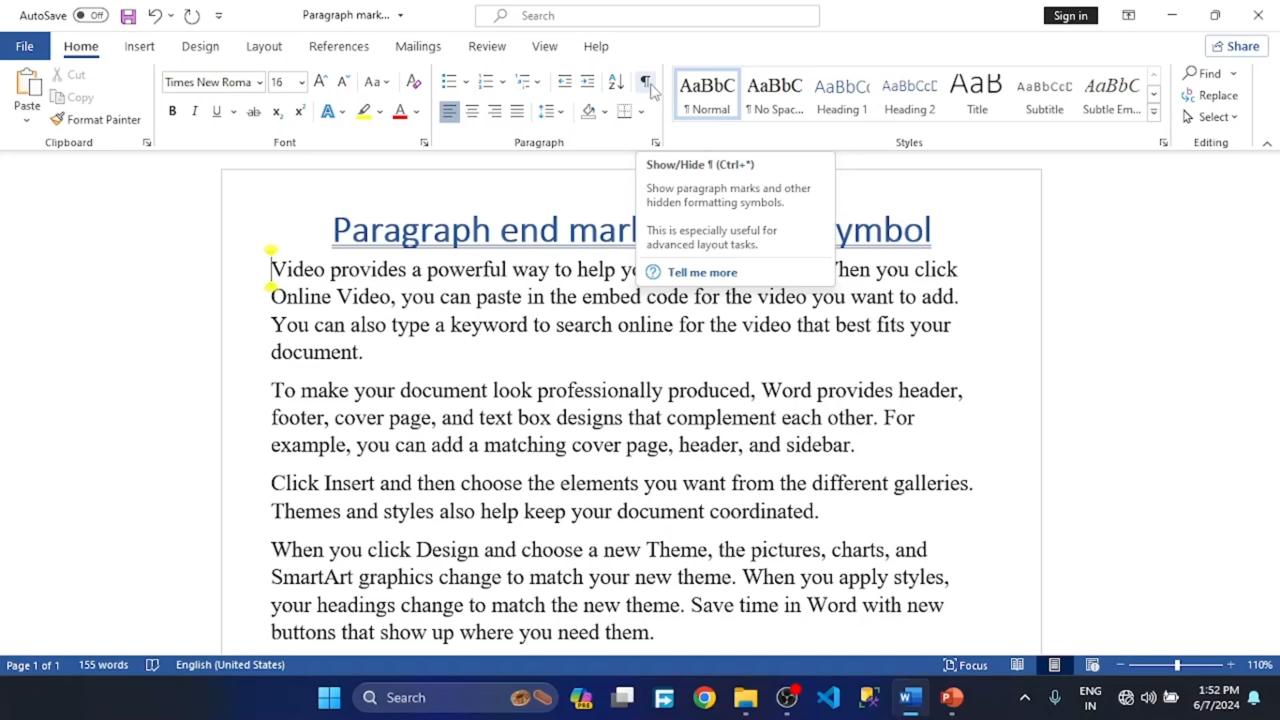 AutoSave Off Paragraph mark... Search Sign in
File Home Insert Design Layout References Mailings Review View Help Share
Paste Cut Copy Format Painter
Clipboard
Times New Roma 16 Aa
B I U ab x₂ x² A A
Font
¶
Paragraph
AaBbC AaBbC AaBbC AaBbCc AaB AaBbCcC AaBbC
¶ Normal ¶ No Spac... Heading 1 Heading 2 Title Subtitle Subtle Em...
Styles
Find
Replace
Select
Editing
Show/Hide ¶ (Ctrl+*)
Show paragraph marks and other
hidden formatting symbols.
This is especially useful for
advanced layout tasks.
Tell me more
Paragraph end mark ymbol
Video provides a powerful way to help yo hen you click
Online Video, you can paste in the embed code for the video you want to add.
You can also type a keyword to search online for the video that best fits your
document.
To make your document look professionally produced, Word provides header,
footer, cover page, and text box designs that complement each other. For
example, you can add a matching cover page, header, and sidebar.
Click Insert and then choose the elements you want from the different galleries.
Themes and styles also help keep your document coordinated.
When you click Design and choose a new Theme, the pictures, charts, and
SmartArt graphics change to match your new theme. When you apply styles,
your headings change to match the new theme. Save time in Word with new
buttons that show up where you need them.
Page 1 of 1 155 words English (United States) Focus 110%
Search ENG IN 1:52 PM 6/7/2024